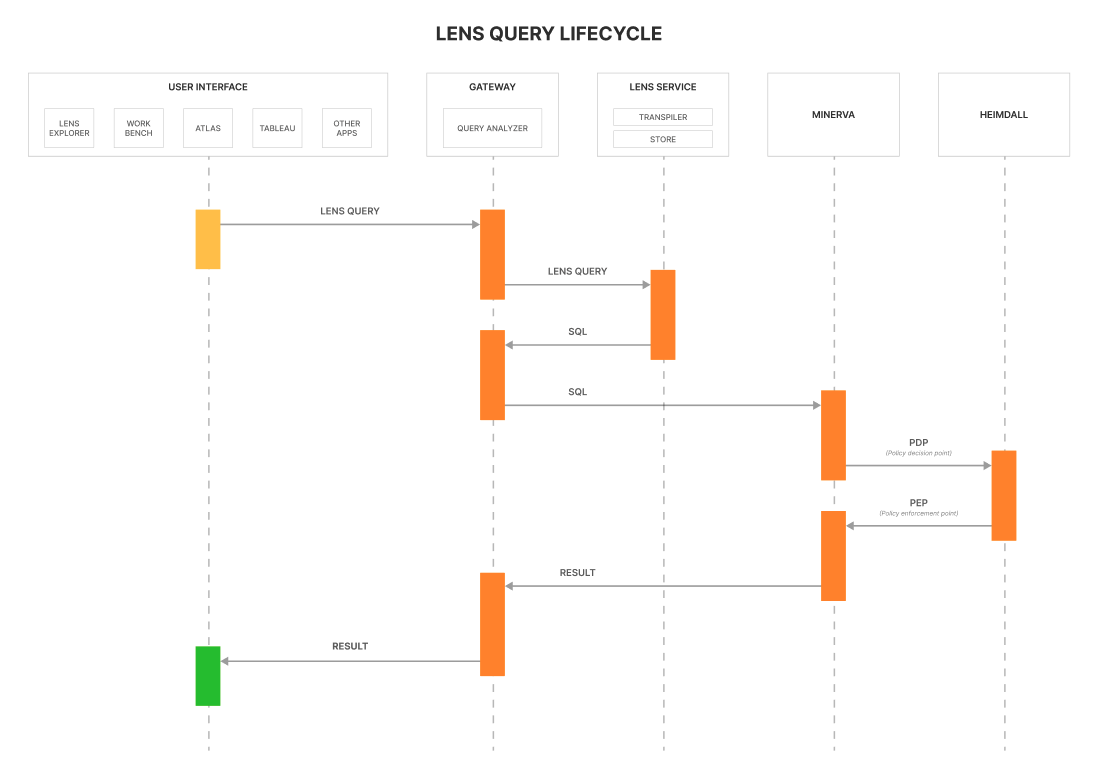 LENS QUERY LIFECYCLE
USER INTERFACE
LENS
EXPLORER
WORK
BENCH
ATLAS
TABLEAU
OTHER
APPS
GATEWAY
QUERY ANALYZER
LENS SERVICE
TRANSPILER
STORE
MINERVA
HEIMDALL
LENS QUERY
LENS QUERY
SQL
SQL
PDP
(Policy decision point)
PEP
(Policy enforcement point)
RESULT
RESULT